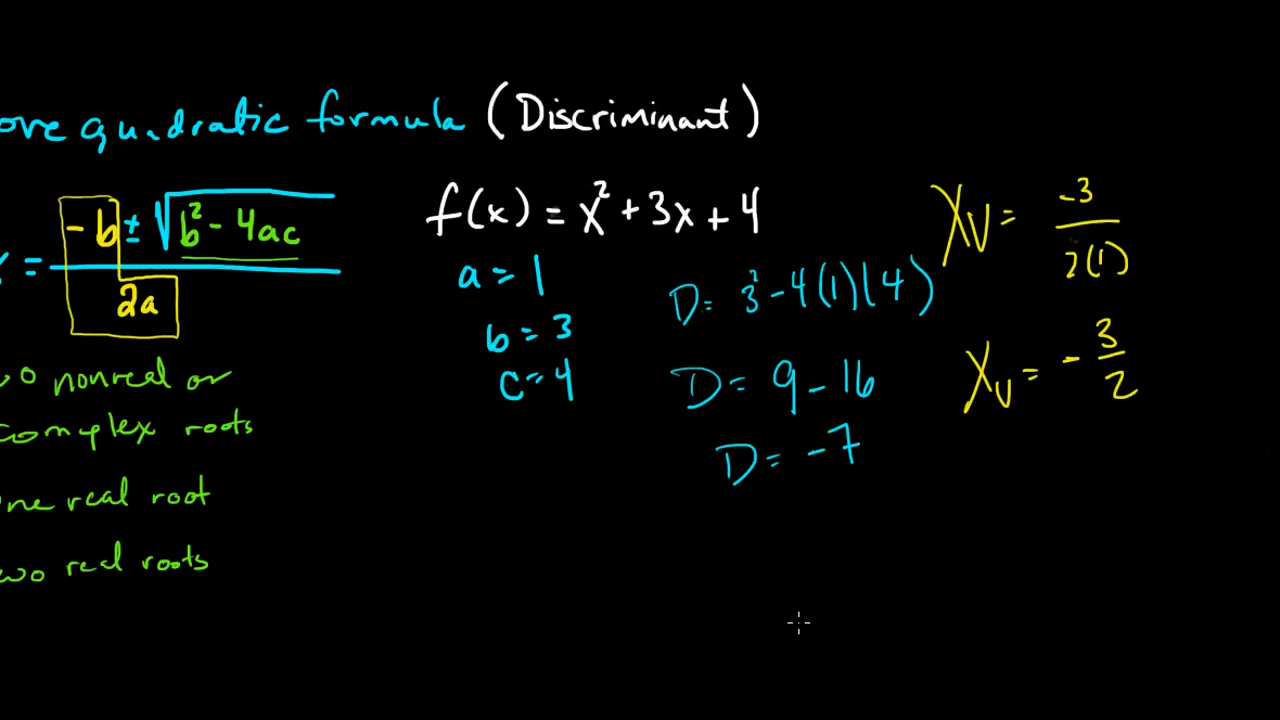 ove quadratic formula (Discriminant)
x = -b ± √b² - 4ac
2a
wo nonreal or
complex roots
ne real root
wo real roots
f(x) = x² + 3x + 4
a = 1
b = 3
c = 4
D = 3² - 4(1)(4)
D = 9 - 16
D = -7
Xv = -3
2(1)
Xv = - 3
2